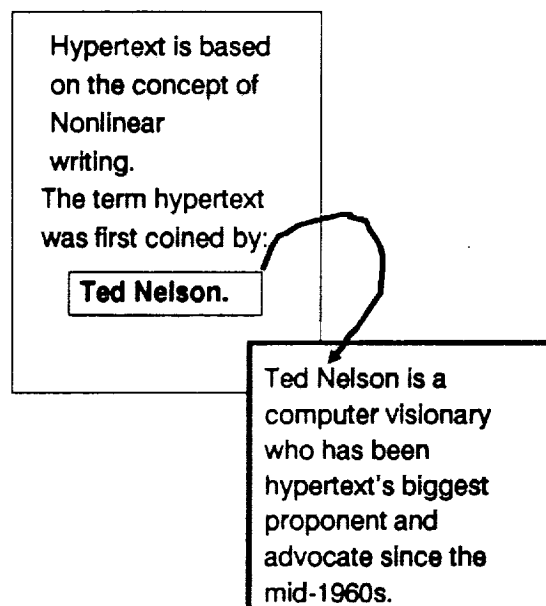 Hypertext is based
on the concept of
Nonlinear
writing.
The term hypertext
was first coined by:
Ted Nelson.
Ted Nelson is a
computer visionary
who has been
hypertext's biggest
proponent and
advocate since the
mid-1960s.